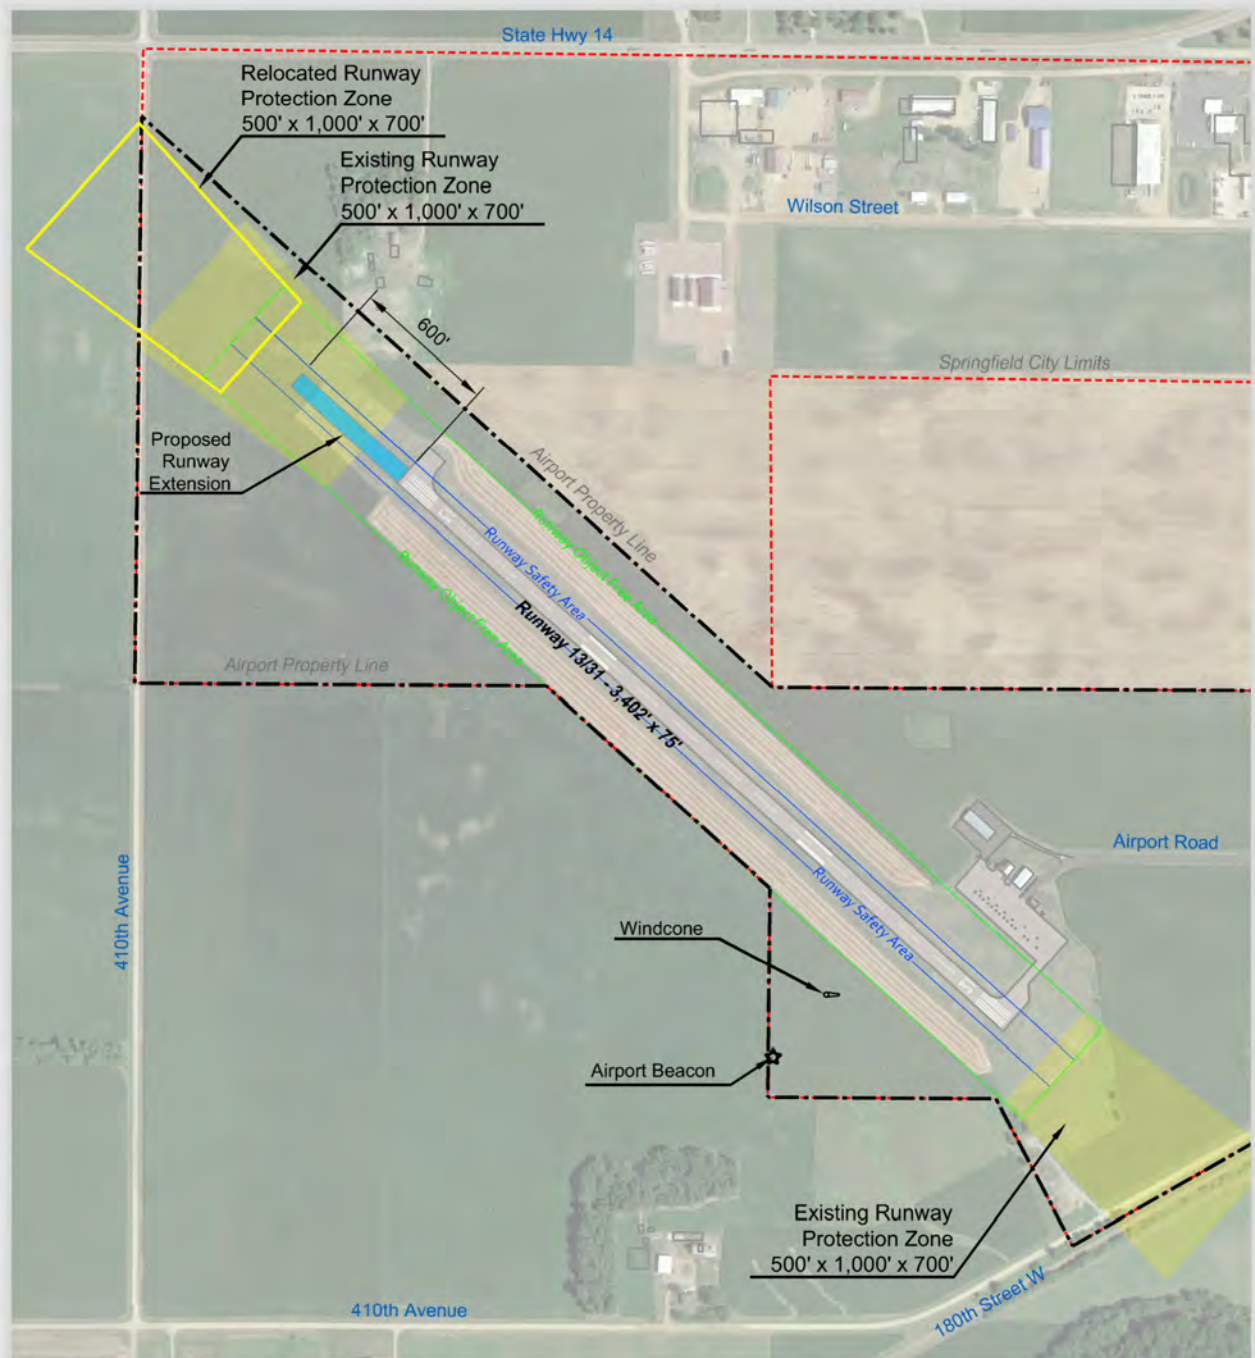 State Hwy 14
Relocated Runway
Protection Zone
500' x 1,000' x 700'
Existing Runway
Protection Zone
500' x 1,000' x 700'
Wilson Street
600'
Springfield City Limits
Proposed
Runway
Extension
Airport Property Line
Runway Object Free Area
Runway Safety Area
Runway Object Free Area
Runway 13/31 - 3,402' x 75'
Airport Property Line
Airport Road
410th Avenue
Runway Safety Area
Windcone
Airport Beacon
Existing Runway
Protection Zone
500' x 1,000' x 700'
410th Avenue
180th Street W